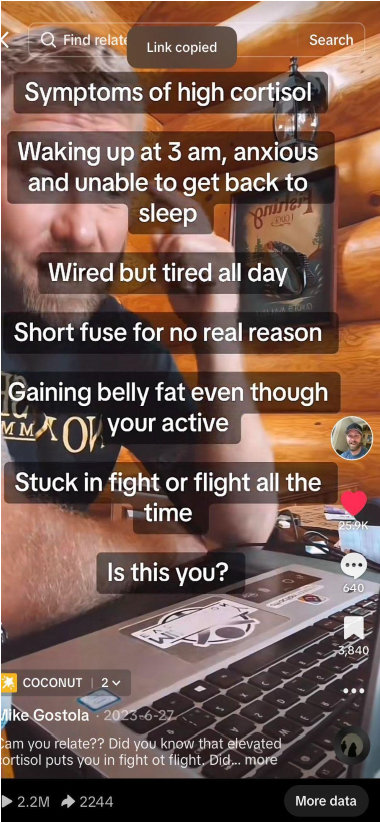 Find relate
Link copied
Search
Symptoms of high cortisol
Waking up at 3 am, anxious
and unable to get back to
sleep
Wired but tired all day
Short fuse for no real reason
Gaining belly fat even though
your active
Stuck in fight or flight all the
time
Is this you?
25.9K
640
3,840
COCONUT | 2
Mike Gostola · 2023-6-27
Cam you relate?? Did you know that elevated
cortisol puts you in fight ot flight. Did... more
2.2M
2244
More data